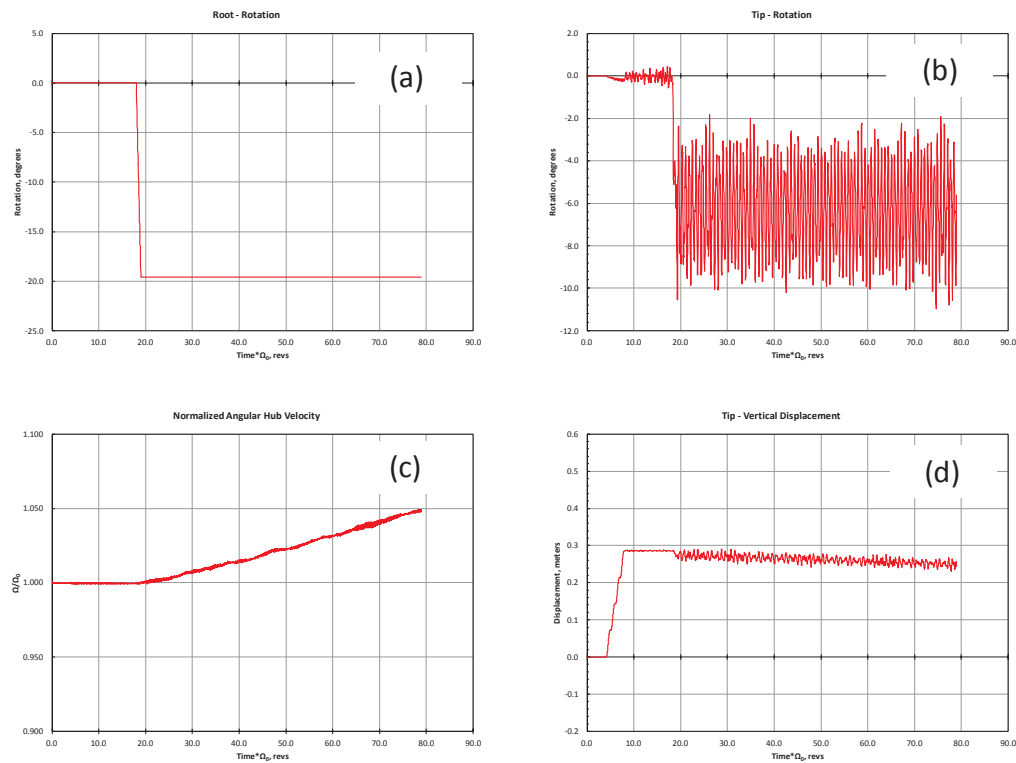 Root - Rotation
5.0
0.0
-5.0
-10.0
-15.0
-20.0
-25.0
Rotation, degrees
(a)
0.0 10.0 20.0 30.0 40.0 50.0 60.0 70.0 80.0 90.0
Time*Ω₀, revs
Tip - Rotation
2.0
0.0
-2.0
-4.0
-6.0
-8.0
-10.0
-12.0
Rotation, degrees
(b)
0.0 10.0 20.0 30.0 40.0 50.0 60.0 70.0 80.0 90.0
Time*Ω₀, revs
Normalized Angular Hub Velocity
1.100
1.050
1.000
0.950
0.900
Ω/Ω₀
(c)
0.0 10.0 20.0 30.0 40.0 50.0 60.0 70.0 80.0 90.0
Time*Ω₀, revs
Tip - Vertical Displacement
0.6
0.5
0.4
0.3
0.2
0.1
0.0
-0.1
-0.2
Displacement, meters
(d)
0.0 10.0 20.0 30.0 40.0 50.0 60.0 70.0 80.0 90.0
Time*Ω₀, revs